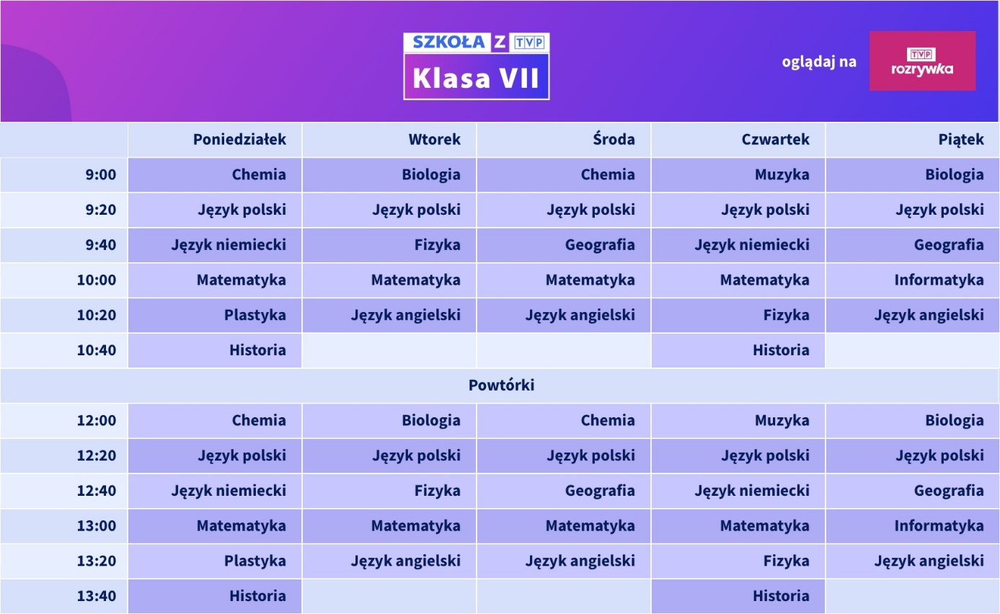 SZKOŁA Z TVP
Klasa VII
oglądaj na
TVP
rozrywka
Poniedziałek Wtorek Środa Czwartek Piątek
9:00 Chemia Biologia Chemia Muzyka Biologia
9:20 Język polski Język polski Język polski Język polski Język polski
9:40 Język niemiecki Fizyka Geografia Język niemiecki Geografia
10:00 Matematyka Matematyka Matematyka Matematyka Informatyka
10:20 Plastyka Język angielski Język angielski Fizyka Język angielski
10:40 Historia Historia
Powtórki
12:00 Chemia Biologia Chemia Muzyka Biologia
12:20 Język polski Język polski Język polski Język polski Język polski
12:40 Język niemiecki Fizyka Geografia Język niemiecki Geografia
13:00 Matematyka Matematyka Matematyka Matematyka Informatyka
13:20 Plastyka Język angielski Język angielski Fizyka Język angielski
13:40 Historia Historia